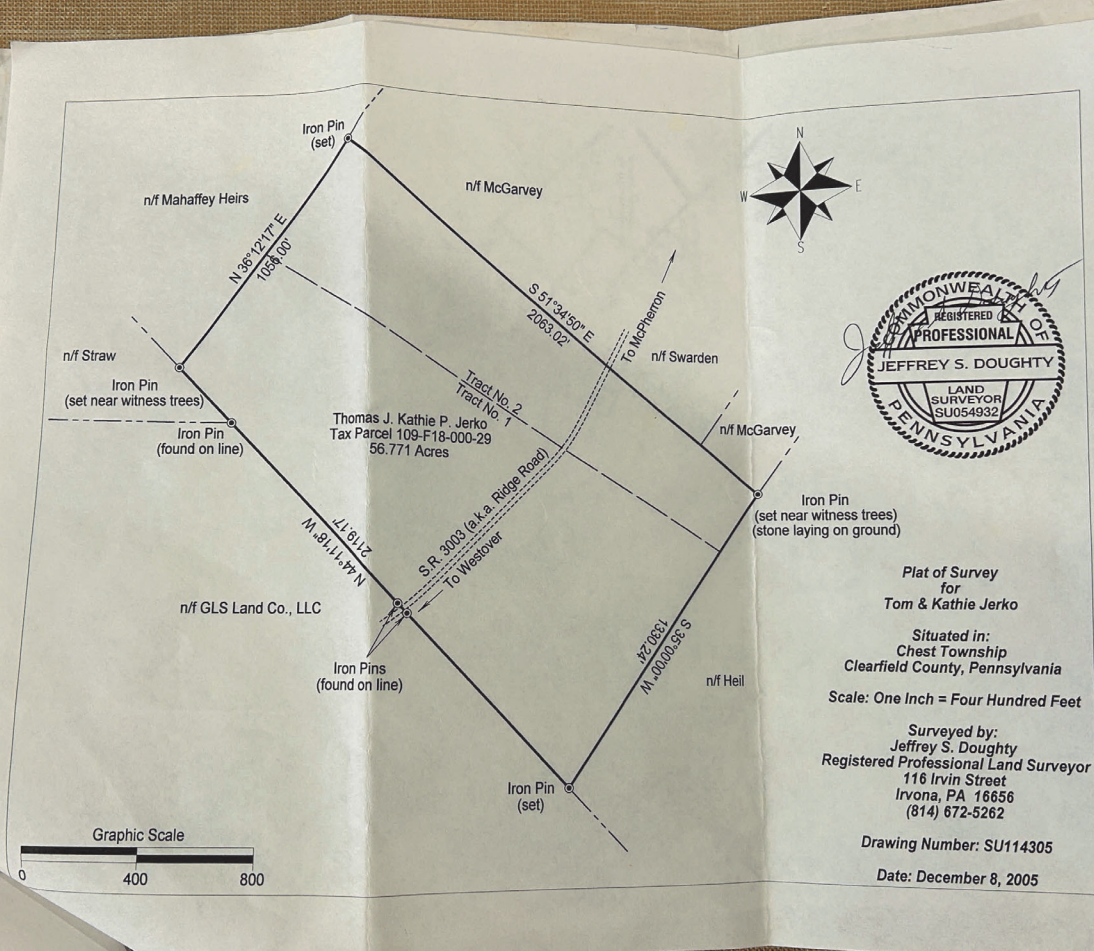 Iron Pin
(set)
n/f Mahaffey Heirs
n/f McGarvey
N
W
E
S
N 36°12'17" E
1056.00'
S 51°34'50" E
2063.02'
To McPherron
n/f Swarden
n/f McGarvey
n/f Straw
Iron Pin
(set near witness trees)
Iron Pin
(found on line)
Tract No. 2
Tract No. 1
Thomas J. Kathie P. Jerko
Tax Parcel 109-F18-000-29
56.771 Acres
S.R. 3003 (a.k.a. Ridge Road)
To Westover
N 44°11'18" W
2119.17'
n/f GLS Land Co., LLC
Iron Pins
(found on line)
Iron Pin
(set near witness trees)
(stone laying on ground)
S 35°00'00" W
1330.24'
n/f Heil
Iron Pin
(set)
COMMONWEALTH OF
REGISTERED
PROFESSIONAL
JEFFREY S. DOUGHTY
LAND
SURVEYOR
SU054932
PENNSYLVANIA
Plat of Survey
for
Tom & Kathie Jerko
Situated in:
Chest Township
Clearfield County, Pennsylvania
Scale: One Inch = Four Hundred Feet
Surveyed by:
Jeffrey S. Doughty
Registered Professional Land Surveyor
116 Irvin Street
Irvona, PA 16656
(814) 672-5262
Drawing Number: SU114305
Date: December 8, 2005
Graphic Scale
0
400
800